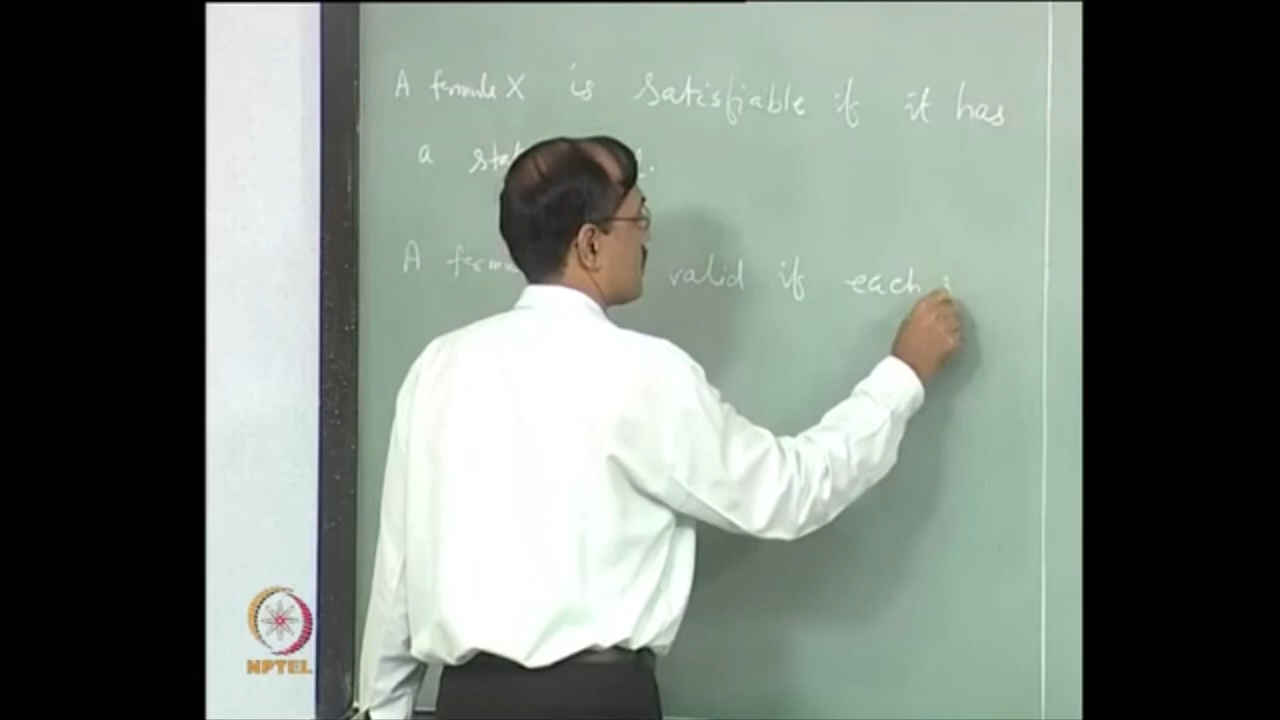 A formula X is satisfiable if it has
a
A valid if each
NPTEL